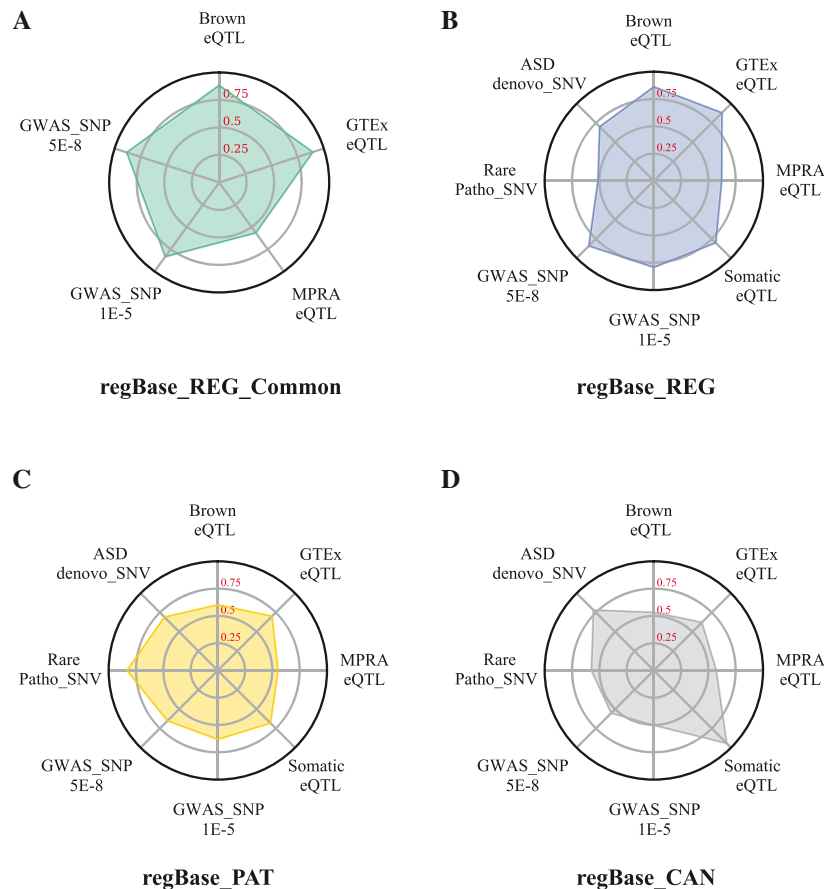 A
Brown
eQTL
0.75
0.5
0.25
GWAS_SNP
5E-8
GTEx
eQTL
GWAS_SNP
1E-5
MPRA
eQTL
regBase_REG_Common
B
Brown
eQTL
ASD
denovo_SNV
GTEx
eQTL
0.75
0.5
0.25
Rare
Patho_SNV
MPRA
eQTL
GWAS_SNP
5E-8
Somatic
eQTL
GWAS_SNP
1E-5
regBase_REG
C
Brown
eQTL
ASD
denovo_SNV
GTEx
eQTL
0.75
0.5
0.25
Rare
Patho_SNV
MPRA
eQTL
GWAS_SNP
5E-8
Somatic
eQTL
GWAS_SNP
1E-5
regBase_PAT
D
Brown
eQTL
ASD
denovo_SNV
GTEx
eQTL
0.75
0.5
0.25
Rare
Patho_SNV
MPRA
eQTL
GWAS_SNP
5E-8
Somatic
eQTL
GWAS_SNP
1E-5
regBase_CAN